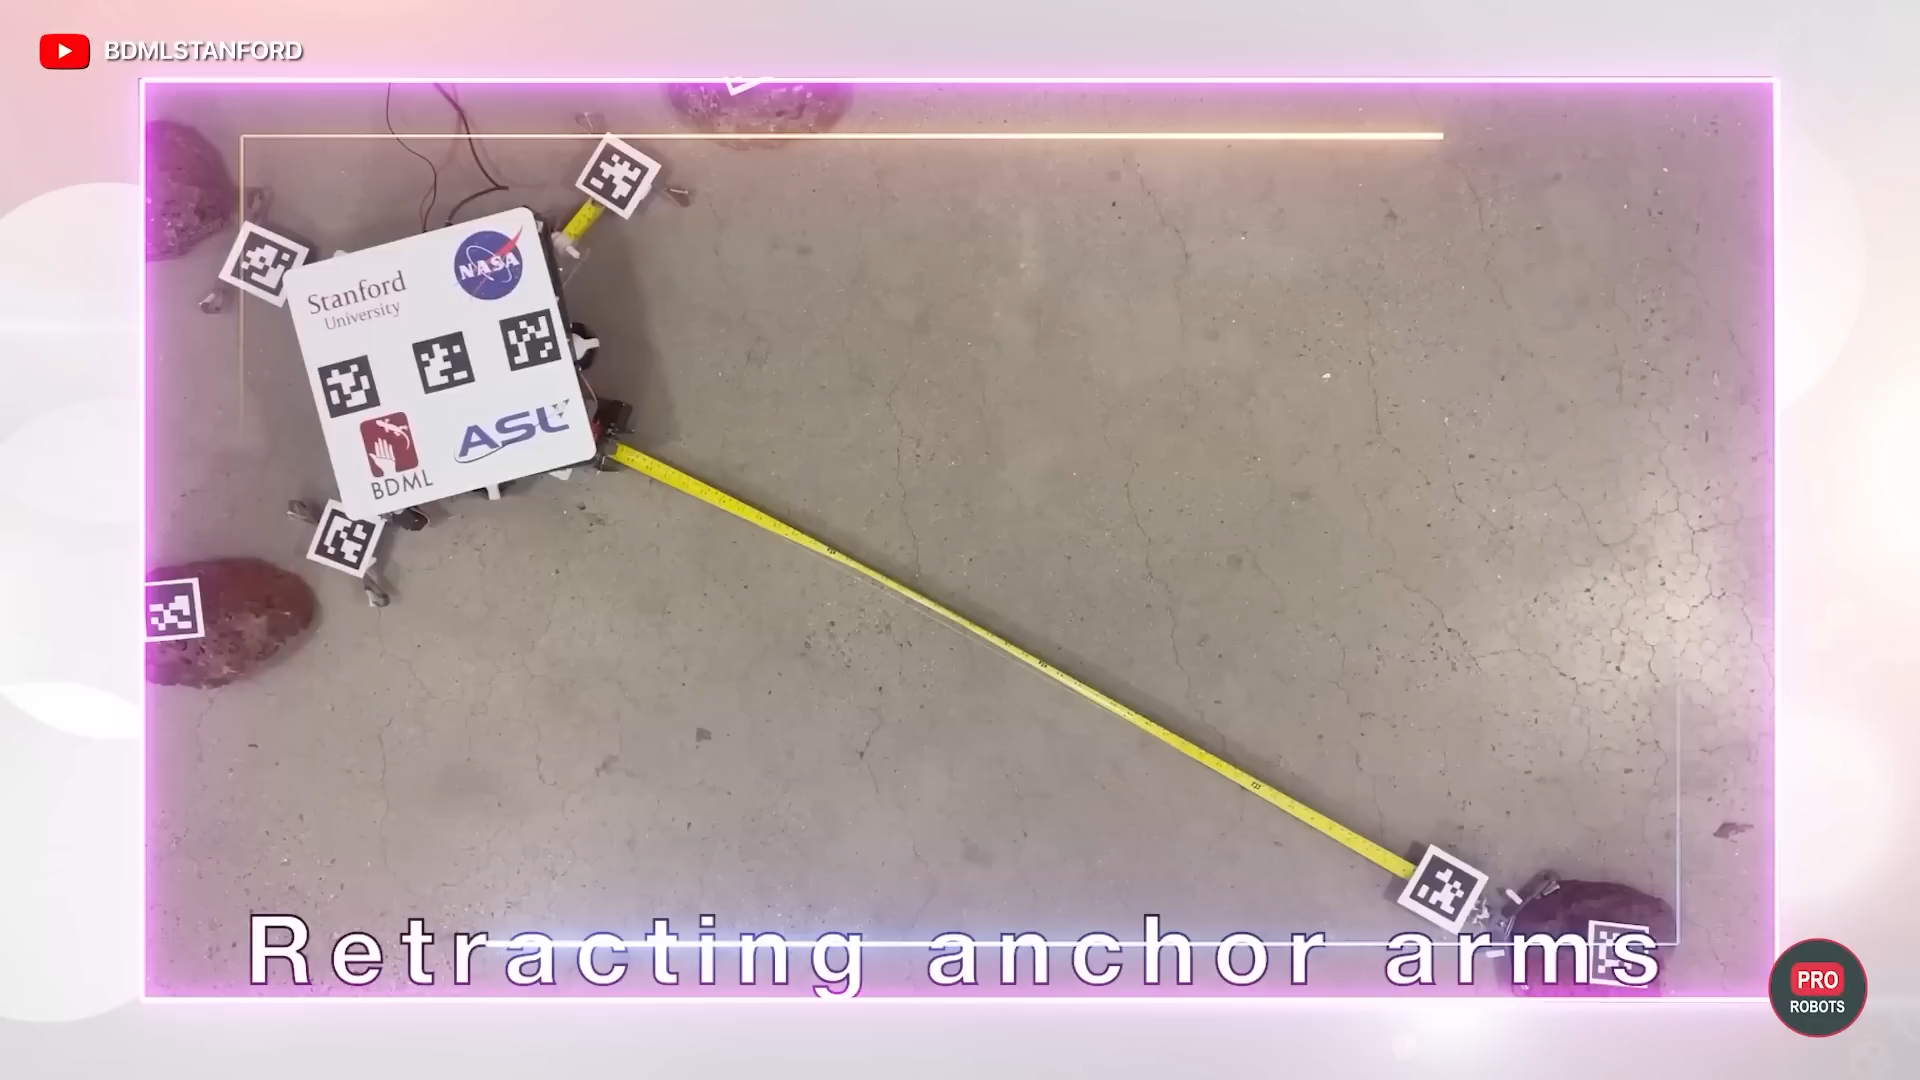 BDMLSTANFORD
NASA
Stanford
University
ASL
BDML
Retracting anchor arms
PRO
ROBOTS